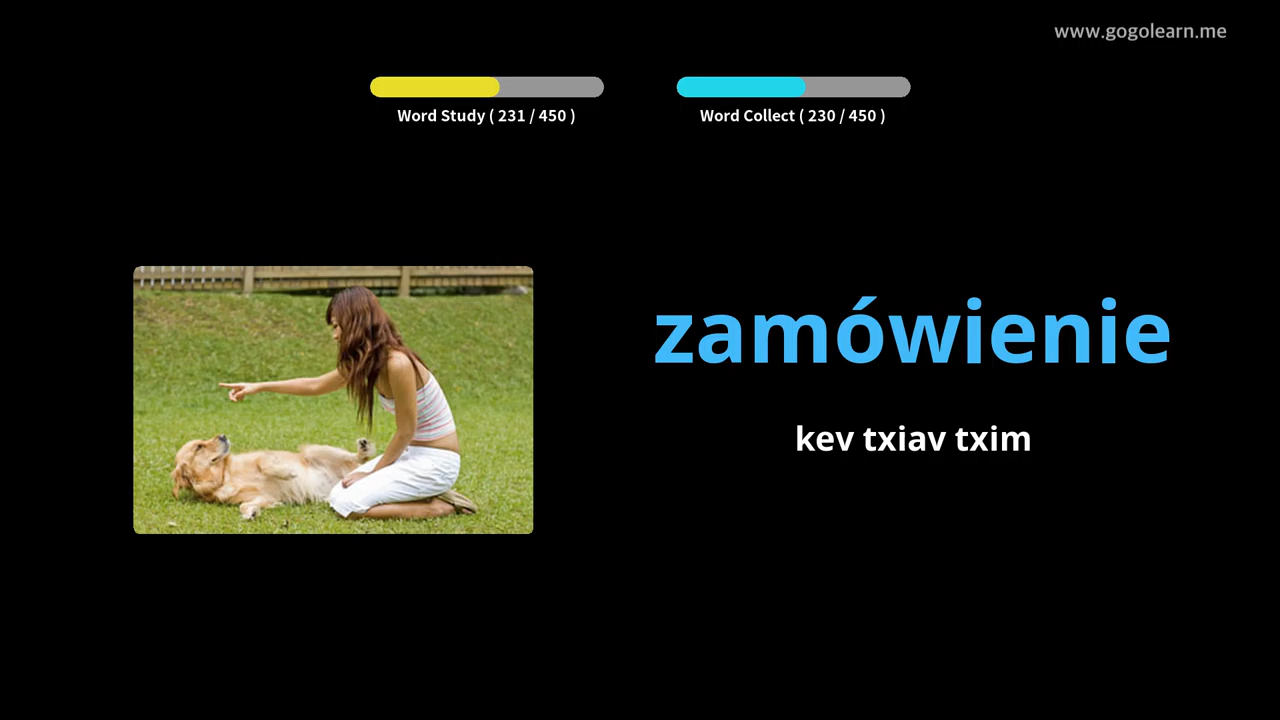 www.gogolearn.me
Word Study ( 231 / 450 )
Word Collect ( 230 / 450 )
zamówienie
kev txiav txim